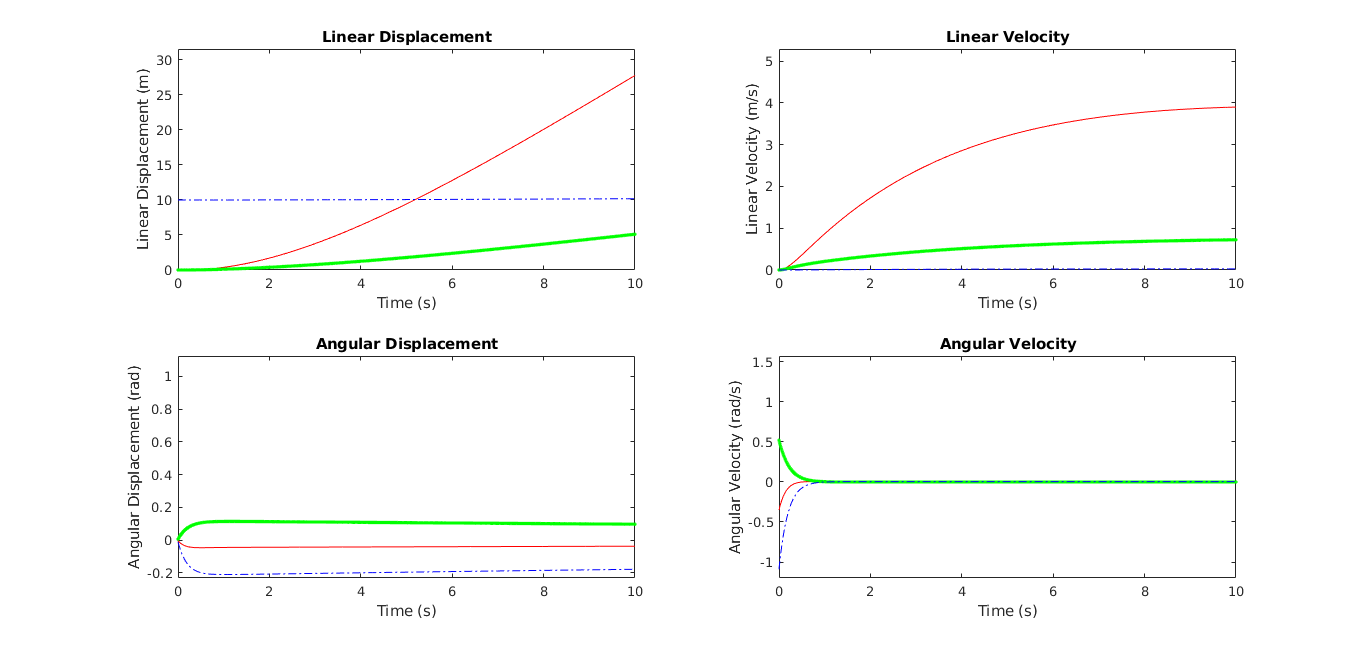 Linear Displacement
Linear Displacement (m)
30
25
20
15
10
5
0
0 2 4 6 8 10
Time (s)
Linear Velocity
Linear Velocity (m/s)
5
4
3
2
1
0
0 2 4 6 8 10
Time (s)
Angular Displacement
Angular Displacement (rad)
1
0.8
0.6
0.4
0.2
0
-0.2
0 2 4 6 8 10
Time (s)
Angular Velocity
Angular Velocity (rad/s)
1.5
1
0.5
0
-0.5
-1
0 2 4 6 8 10
Time (s)